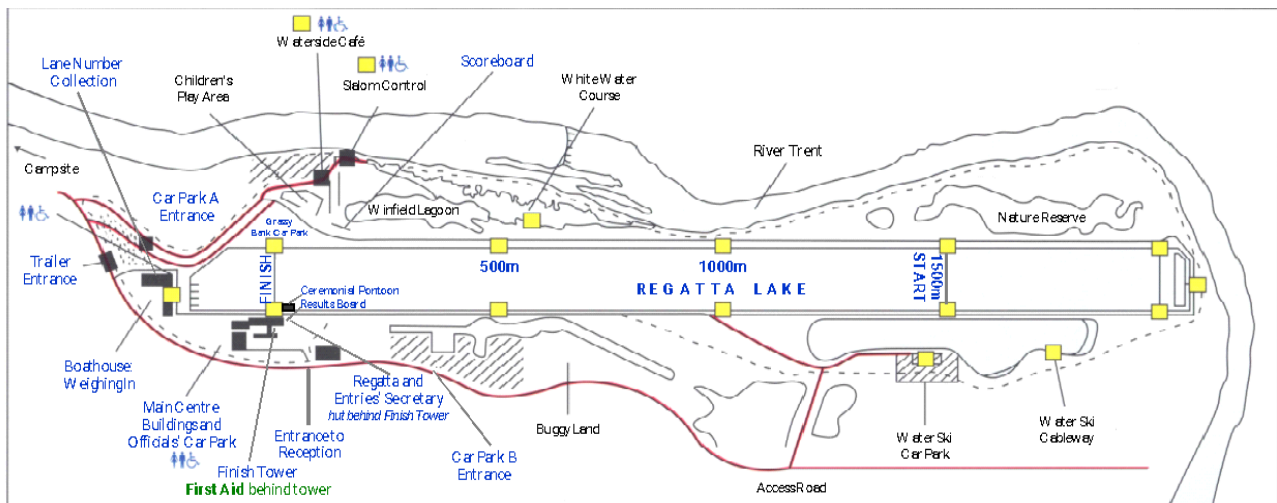 Waterside Café
Lane Number
Collection
Children's
Play Area
Slalom Control
Scoreboard
White Water
Course
River Trent
Campsite
Car Park A
Entrance
Winfield Lagoon
Nature Reserve
Grassy
Bank Car Park
Trailer
Entrance
FINISH
500m
1000m
1500m
START
REGATTA LAKE
Ceremonial Pontoon
Results Board
Boathouse:
Weighing In
Main Centre
Buildings and
Officials' Car Park
Finish Tower
First Aid behind tower
Entrance to
Reception
Regatta and
Entries' Secretary
hut behind Finish Tower
Car Park B
Entrance
Buggy Land
Access Road
Water Ski
Car Park
Water Ski
Cableway